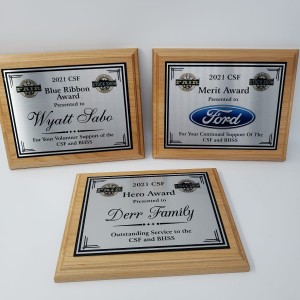 2021 CSF
Blue Ribbon
Award
Presented to
Wyatt Sabo
For Your Volunteer Support of the
CSF and BHSS
2021 CSF
Merit Award
Presented to
Ford
For Your Continual Support Of The
CSF and BHSS
2021 CSF
Hero Award
Presented to
Derr Family
Outstanding Service to the
CSF and BHSS